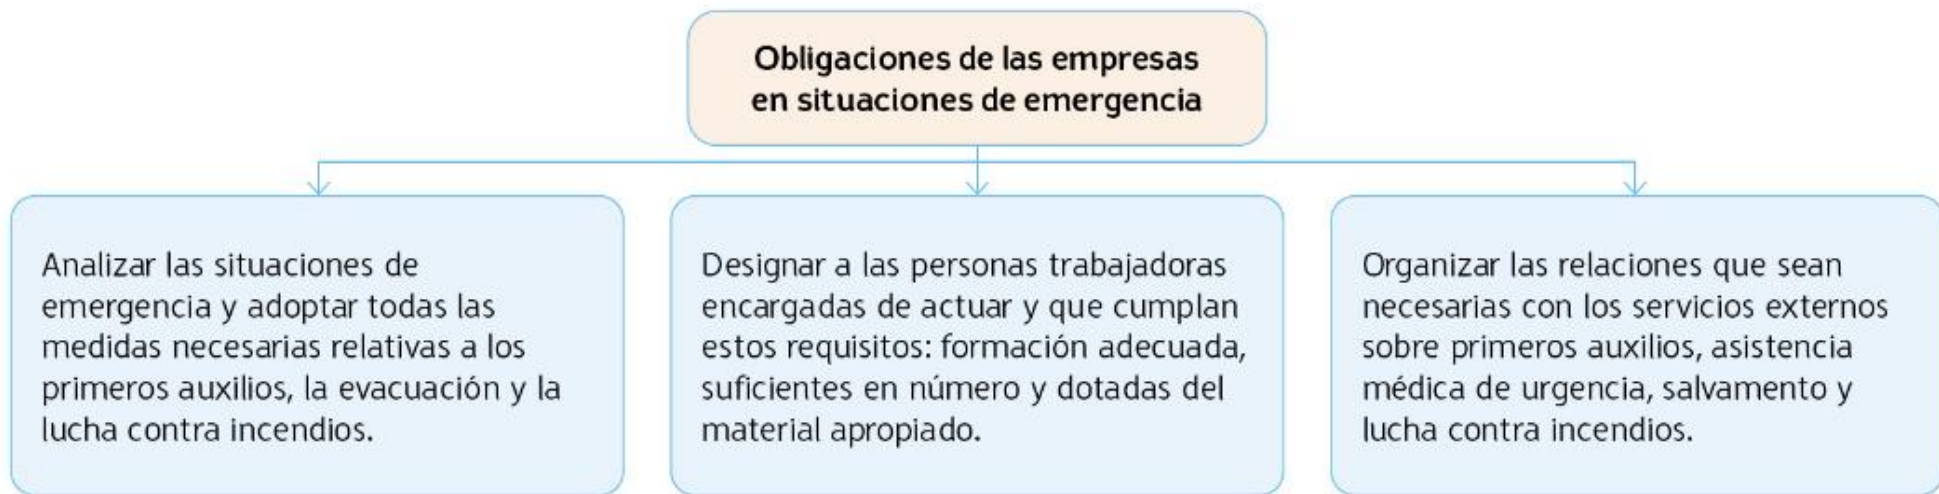 Obligaciones de las empresas
en situaciones de emergencia
Analizar las situaciones de
emergencia y adoptar todas las
medidas necesarias relativas a los
primeros auxilios, la evacuación y la
lucha contra incendios.
Designar a las personas trabajadoras
encargadas de actuar y que cumplan
estos requisitos: formación adecuada,
suficientes en número y dotadas del
material apropiado.
Organizar las relaciones que sean
necesarias con los servicios externos
sobre primeros auxilios, asistencia
médica de urgencia, salvamento y
lucha contra incendios.